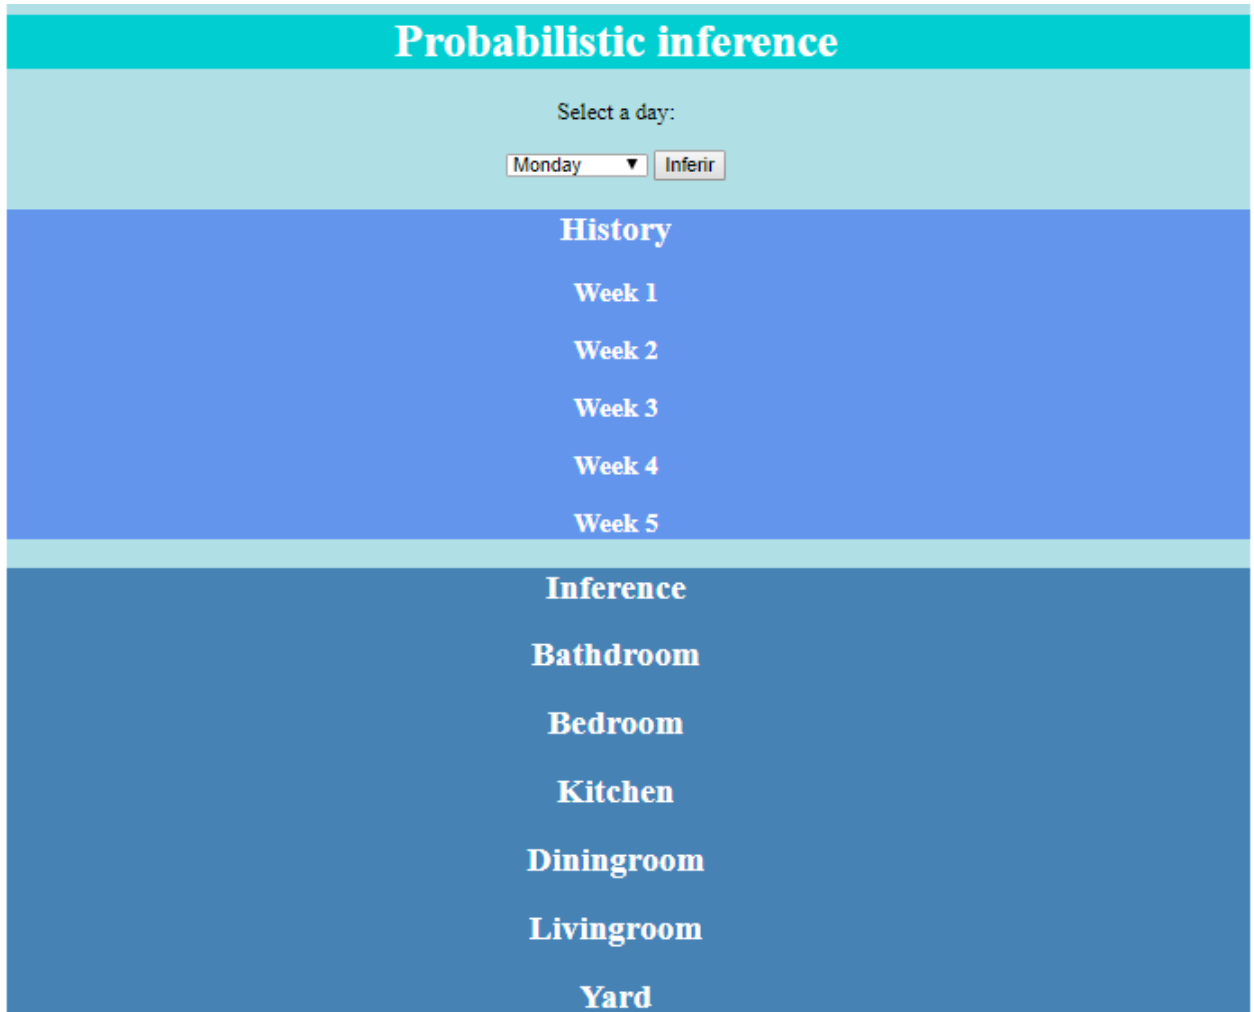 Probabilistic inference
Select a day:
Monday ▼ Inferir
History
Week 1
Week 2
Week 3
Week 4
Week 5
Inference
Bathdroom
Bedroom
Kitchen
Diningroom
Livingroom
Yard